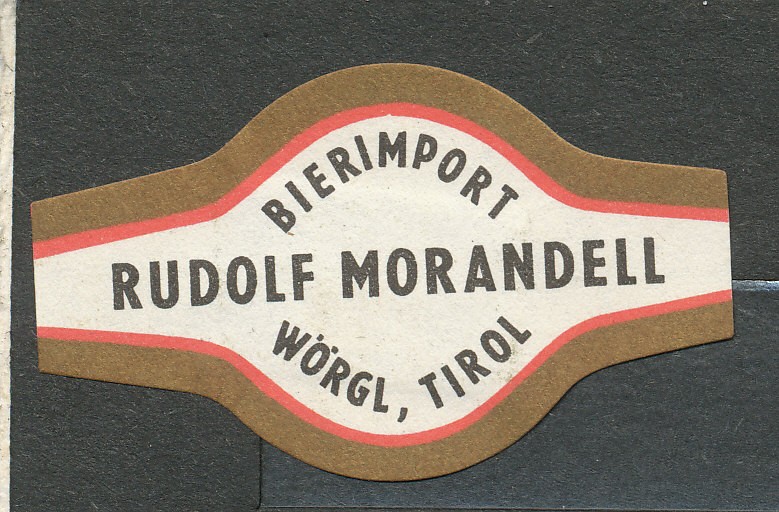 BIERIMPORT
RUDOLF MORANDELL
WÖRGL, TIROL